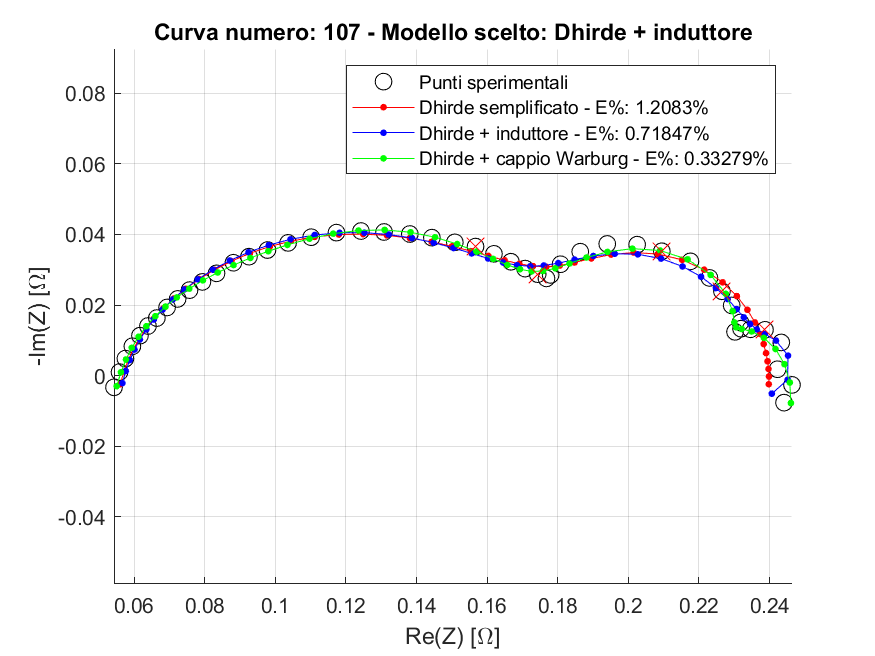 Curva numero: 107 - Modello scelto: Dhirde + induttore
Punti sperimentali
Dhirde semplificato - E%: 1.2083%
Dhirde + induttore - E%: 0.71847%
Dhirde + cappio Warburg - E%: 0.33279%
-Im(Z) [Ω]
0.08
0.06
0.04
0.02
0
-0.02
-0.04
0.06 0.08 0.1 0.12 0.14 0.16 0.18 0.2 0.22 0.24
Re(Z) [Ω]